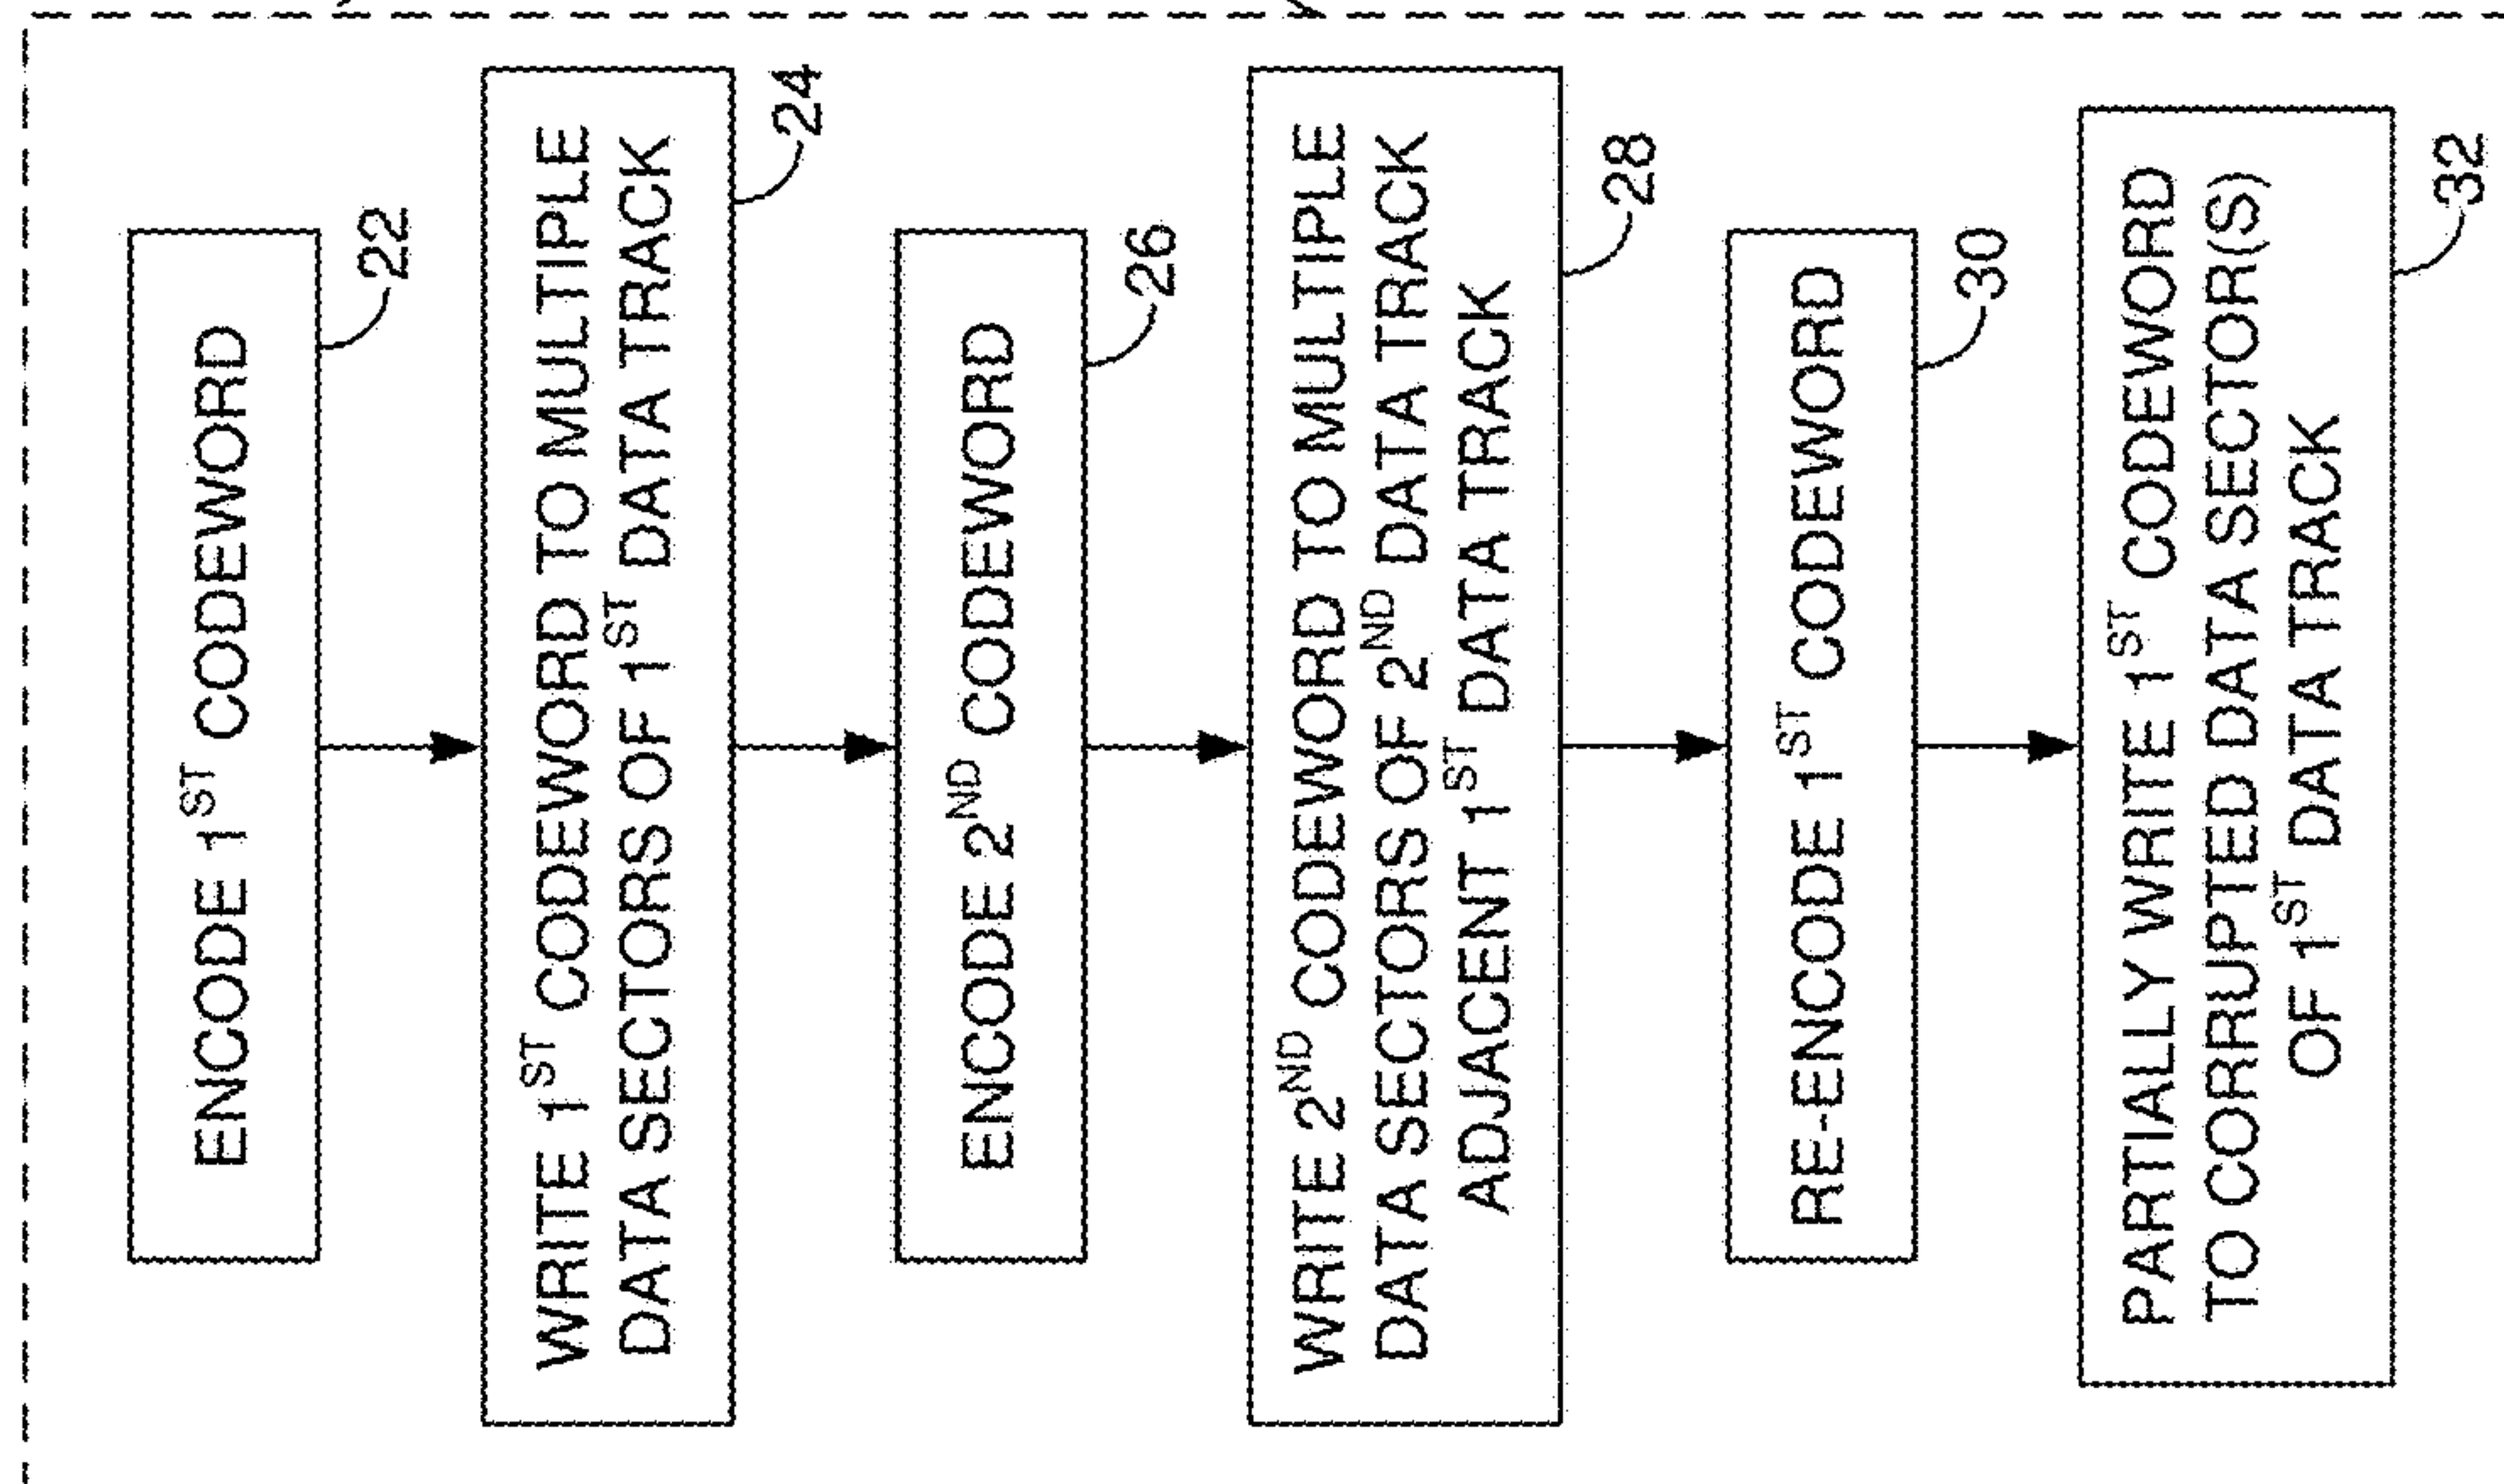 ENCODE 1ST CODEWORD
22
WRITE 1ST CODEWORD TO MULTIPLE
DATA SECTORS OF 1ST DATA TRACK
24
ENCODE 2ND CODEWORD
26
WRITE 2ND CODEWORD TO MULTIPLE
DATA SECTORS OF 2ND DATA TRACK
ADJACENT 1ST DATA TRACK
28
RE-ENCODE 1ST CODEWORD
30
PARTIALLY WRITE 1ST CODEWORD
TO CORRUPTED DATA SECTOR(S)
OF 1ST DATA TRACK
32